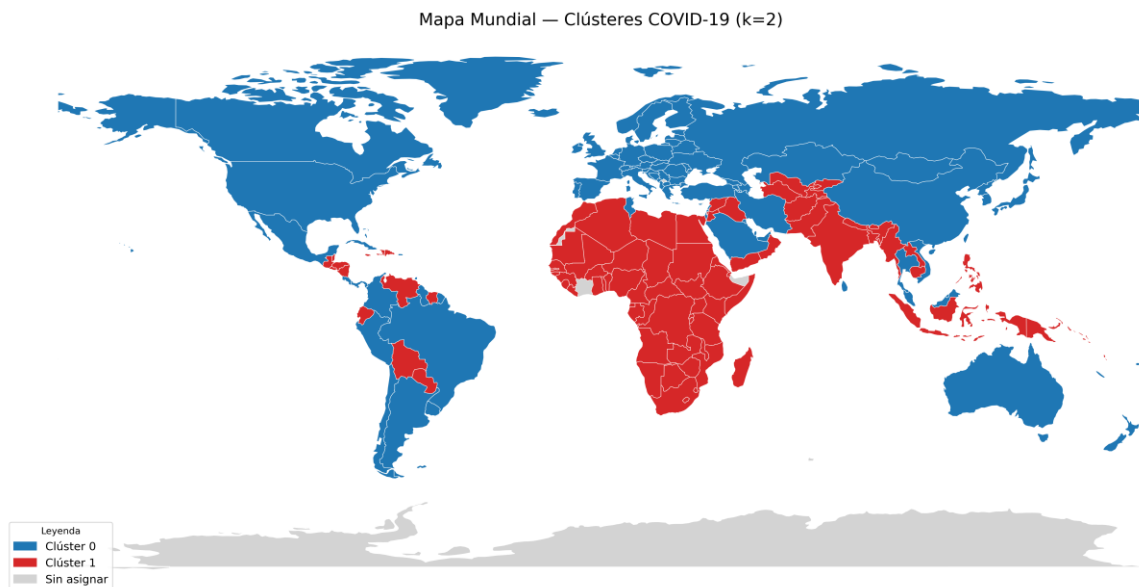 Mapa Mundial — Clústeres COVID-19 (k=2)
Leyenda
Clúster 0
Clúster 1
Sin asignar